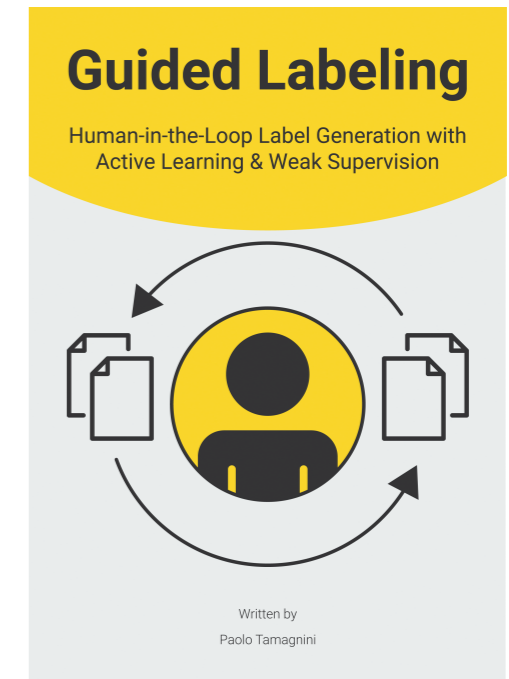 Guided Labeling
Human-in-the-Loop Label Generation with
Active Learning & Weak Supervision
Written by
Paolo Tamagnini